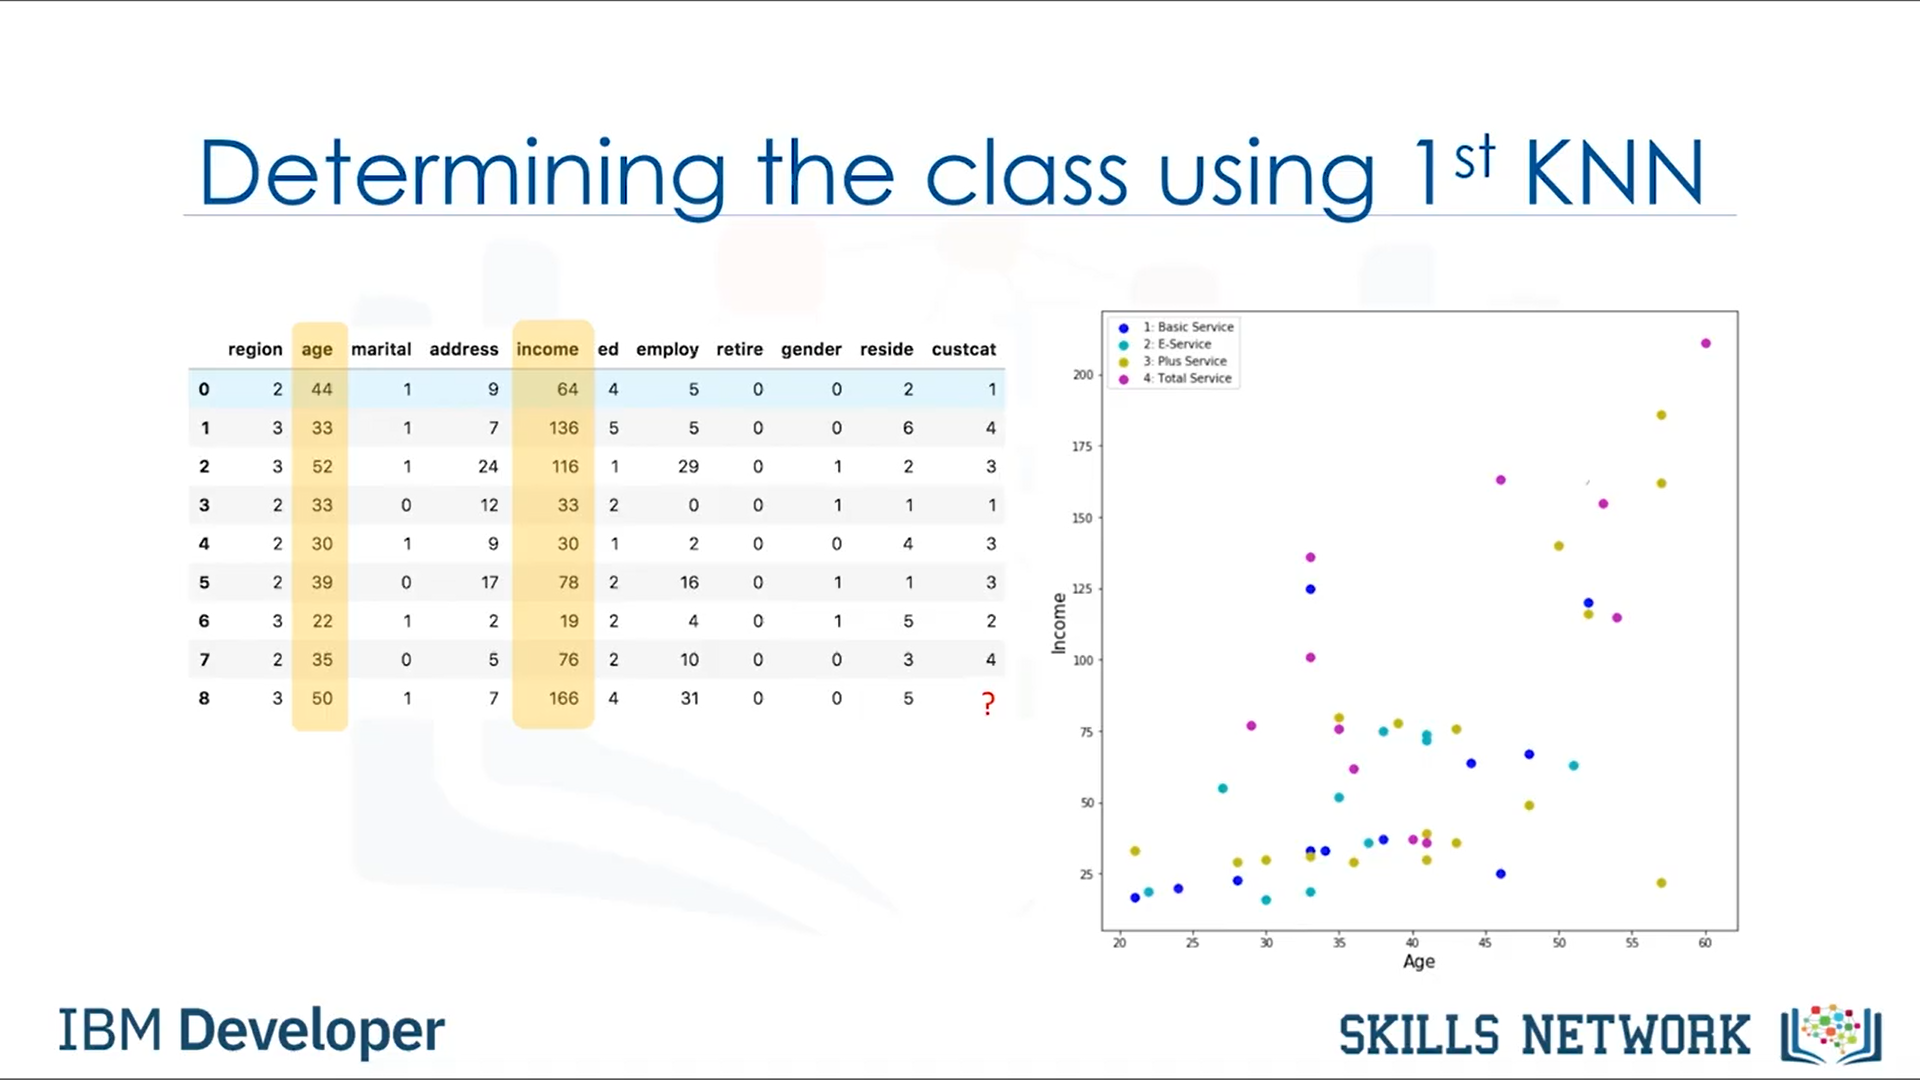 Determining the class using 1st KNN
region age marital address income ed employ retire gender reside custcat
0 2 44 1 9 64 4 5 0 0 2 1
1 3 33 1 7 136 5 5 0 0 6 4
2 3 52 1 24 116 1 29 0 1 2 3
3 2 33 0 12 33 2 0 0 1 1 1
4 2 30 1 9 30 1 2 0 0 4 3
5 2 39 0 17 78 2 16 0 1 1 3
6 3 22 1 2 19 2 4 0 1 5 2
7 2 35 0 5 76 2 10 0 0 3 4
8 3 50 1 7 166 4 31 0 0 5 ?
1: Basic Service
2: E-Service
3: Plus Service
4: Total Service
200
175
150
125
100
75
50
25
Income
20 25 30 35 40 45 50 55 60
Age
IBM Developer
SKILLS NETWORK